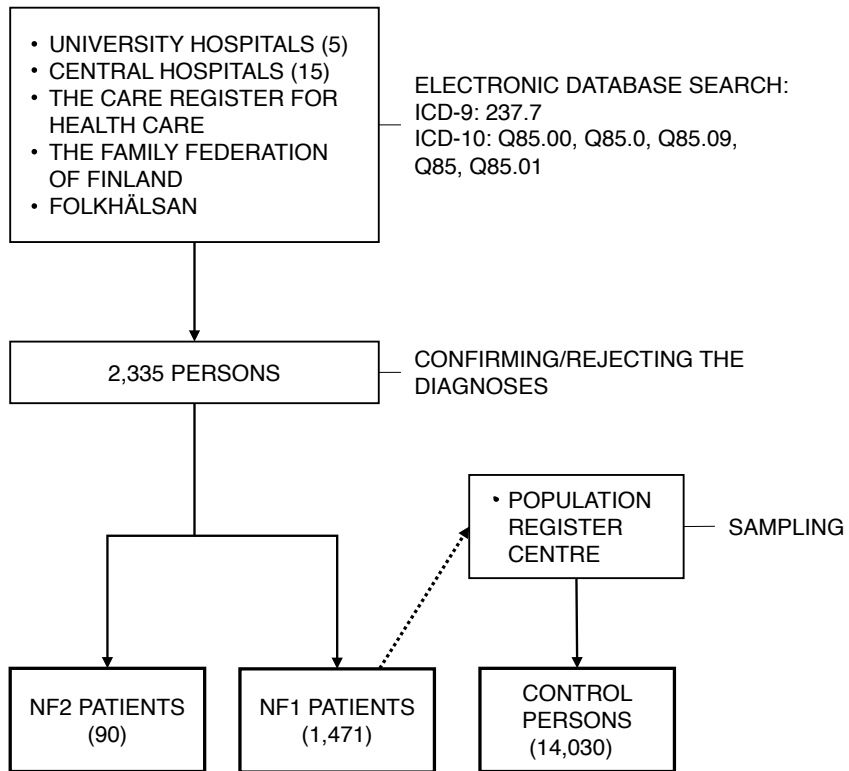 • UNIVERSITY HOSPITALS (5)
• CENTRAL HOSPITALS (15)
• THE CARE REGISTER FOR
HEALTH CARE
• THE FAMILY FEDERATION
OF FINLAND
• FOLKHÄLSAN
ELECTRONIC DATABASE SEARCH:
ICD-9: 237.7
ICD-10: Q85.00, Q85.0, Q85.09,
Q85, Q85.01
2,335 PERSONS
CONFIRMING/REJECTING THE
DIAGNOSES
• POPULATION
REGISTER
CENTRE
SAMPLING
NF2 PATIENTS
(90)
NF1 PATIENTS
(1,471)
CONTROL
PERSONS
(14,030)